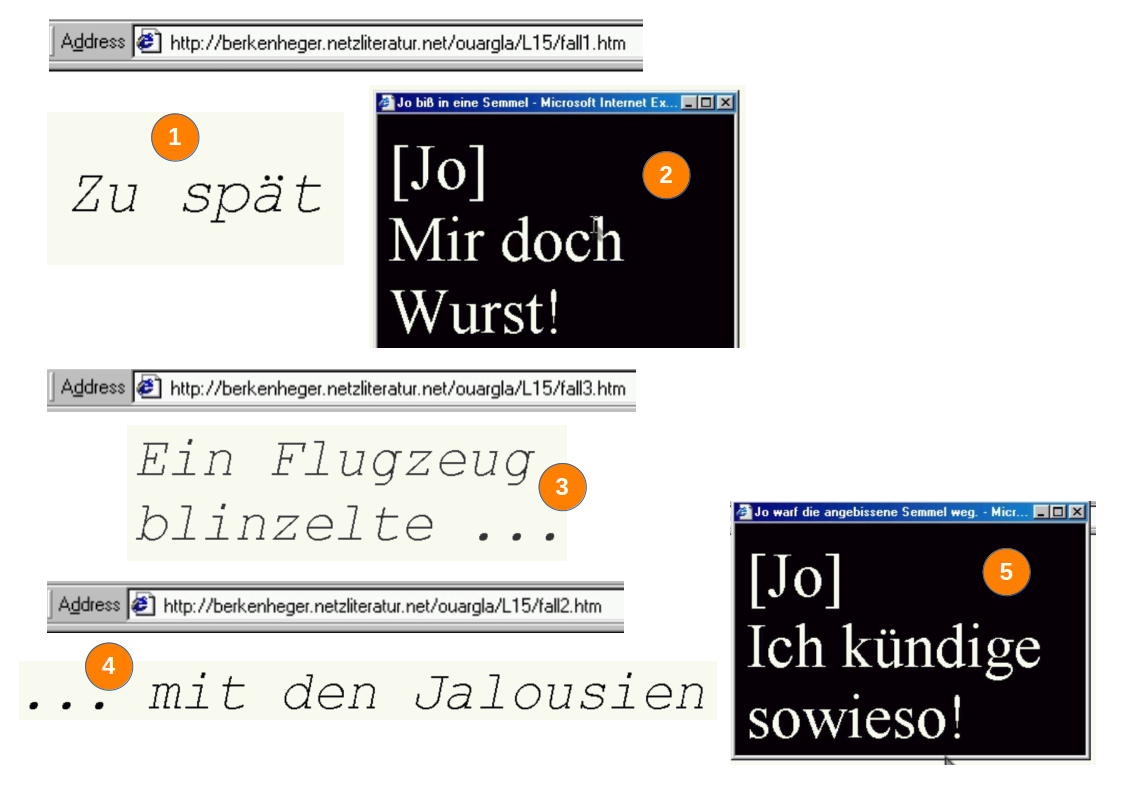 Address http://berkenheger.netzliteratur.net/ouargla/L15/fall1.htm
1
Zu spät
Jo biß in eine Semmel - Microsoft Internet Ex...
2
[Jo]
Mir doch
Wurst!
Address http://berkenheger.netzliteratur.net/ouargla/L15/fall3.htm
Ein Flugzeug
3
blinzelte ...
Address http://berkenheger.netzliteratur.net/ouargla/L15/fall2.htm
4
... mit den Jalousien
Jo warf die angebissene Semmel weg. - Micr...
5
[Jo]
Ich kündige
sowieso!